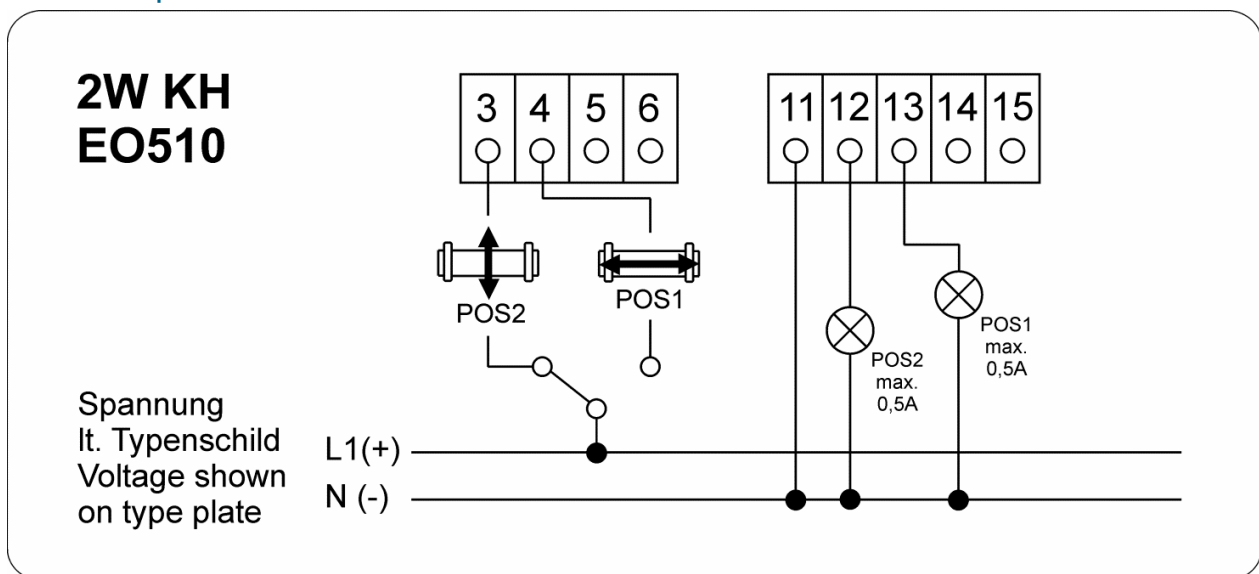 2W KH
EO510
3 4 5 6
11 12 13 14 15
POS2
POS1
POS1
max.
0,5A
POS2
max.
0,5A
Spannung
lt. Typenschild
Voltage shown
on type plate
L1(+)
N (-)